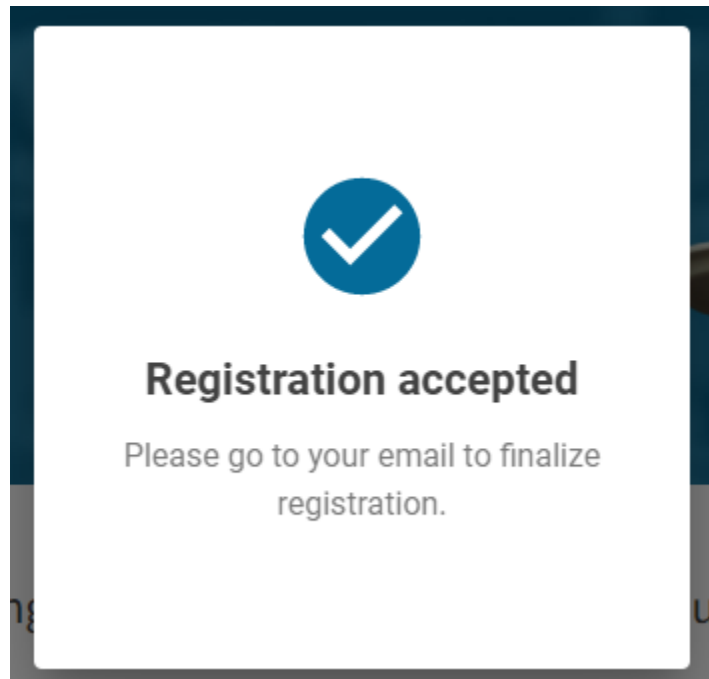 Registration accepted
Please go to your email to finalize
registration.